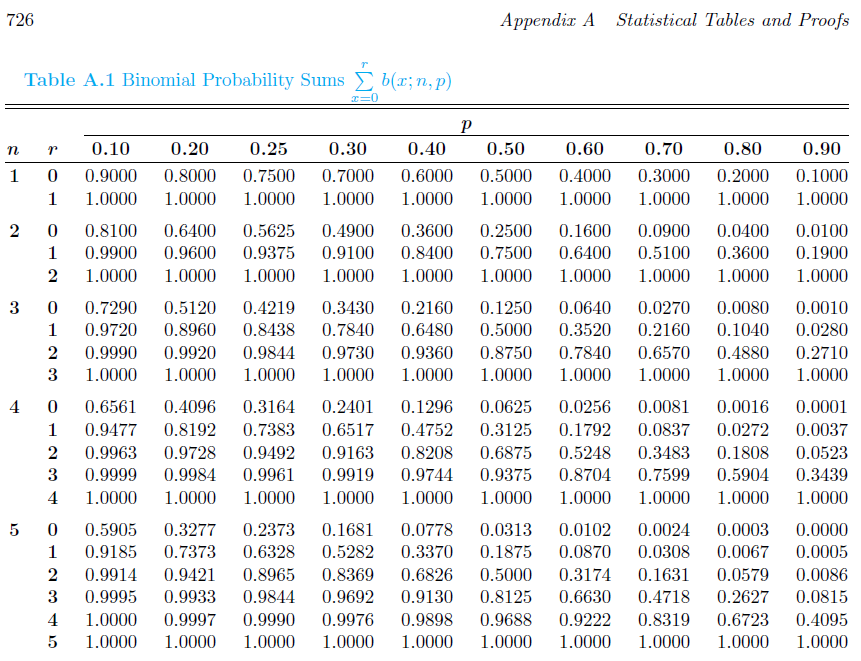 726 Appendix A Statistical Tables and Proofs
Table A.1 Binomial Probability Sums $\sum_{x=0}^{r} b(x; n, p)$
p
n r 0.10 0.20 0.25 0.30 0.40 0.50 0.60 0.70 0.80 0.90
1 0 0.9000 0.8000 0.7500 0.7000 0.6000 0.5000 0.4000 0.3000 0.2000 0.1000
1 1.0000 1.0000 1.0000 1.0000 1.0000 1.0000 1.0000 1.0000 1.0000 1.0000
2 0 0.8100 0.6400 0.5625 0.4900 0.3600 0.2500 0.1600 0.0900 0.0400 0.0100
1 0.9900 0.9600 0.9375 0.9100 0.8400 0.7500 0.6400 0.5100 0.3600 0.1900
2 1.0000 1.0000 1.0000 1.0000 1.0000 1.0000 1.0000 1.0000 1.0000 1.0000
3 0 0.7290 0.5120 0.4219 0.3430 0.2160 0.1250 0.0640 0.0270 0.0080 0.0010
1 0.9720 0.8960 0.8438 0.7840 0.6480 0.5000 0.3520 0.2160 0.1040 0.0280
2 0.9990 0.9920 0.9844 0.9730 0.9360 0.8750 0.7840 0.6570 0.4880 0.2710
3 1.0000 1.0000 1.0000 1.0000 1.0000 1.0000 1.0000 1.0000 1.0000 1.0000
4 0 0.6561 0.4096 0.3164 0.2401 0.1296 0.0625 0.0256 0.0081 0.0016 0.0001
1 0.9477 0.8192 0.7383 0.6517 0.4752 0.3125 0.1792 0.0837 0.0272 0.0037
2 0.9963 0.9728 0.9492 0.9163 0.8208 0.6875 0.5248 0.3483 0.1808 0.0523
3 0.9999 0.9984 0.9961 0.9919 0.9744 0.9375 0.8704 0.7599 0.5904 0.3439
4 1.0000 1.0000 1.0000 1.0000 1.0000 1.0000 1.0000 1.0000 1.0000 1.0000
5 0 0.5905 0.3277 0.2373 0.1681 0.0778 0.0313 0.0102 0.0024 0.0003 0.0000
1 0.9185 0.7373 0.6328 0.5282 0.3370 0.1875 0.0870 0.0308 0.0067 0.0005
2 0.9914 0.9421 0.8965 0.8369 0.6826 0.5000 0.3174 0.1631 0.0579 0.0086
3 0.9995 0.9933 0.9844 0.9692 0.9130 0.8125 0.6630 0.4718 0.2627 0.0815
4 1.0000 0.9997 0.9990 0.9976 0.9898 0.9688 0.9222 0.8319 0.6723 0.4095
5 1.0000 1.0000 1.0000 1.0000 1.0000 1.0000 1.0000 1.0000 1.0000 1.0000